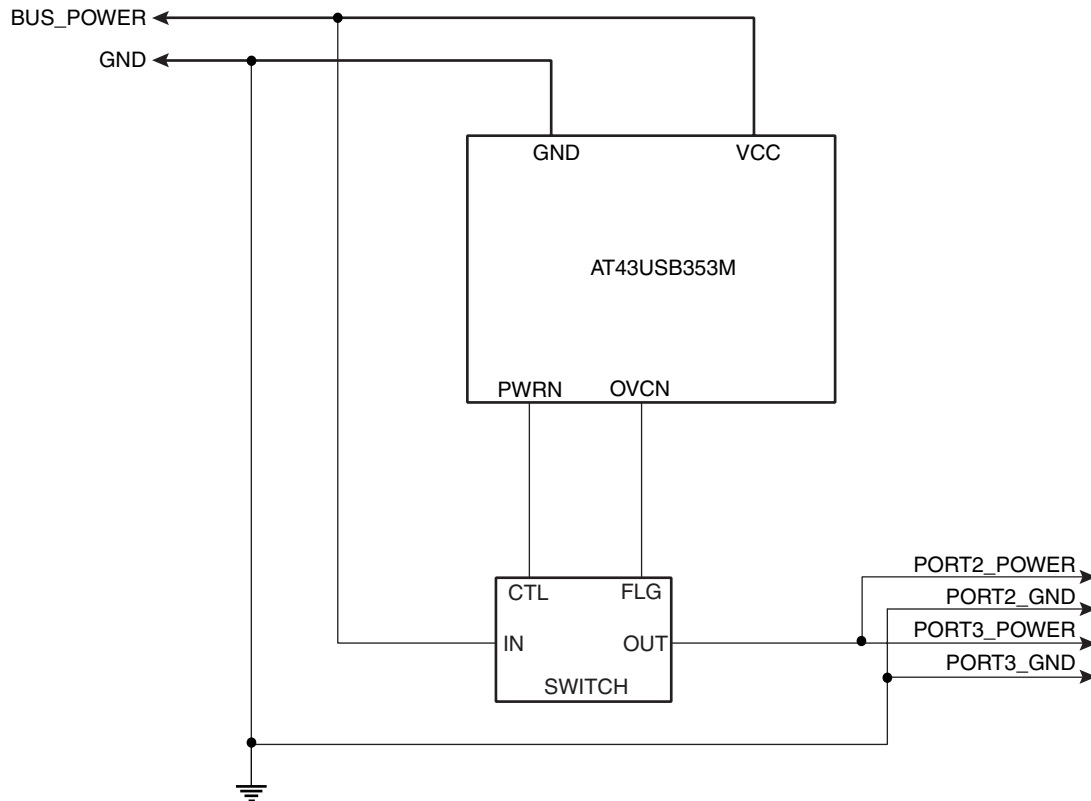 BUS_POWER
GND
GND VCC
AT43USB353M
PWRN OVCN
PORT2_POWER
CTL FLG
PORT2_GND
PORT3_POWER
IN OUT
PORT3_GND
SWITCH